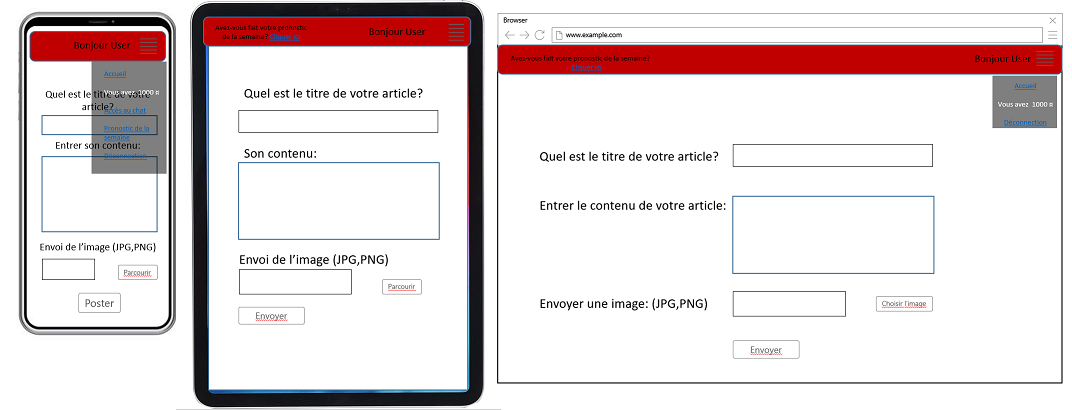 Bonjour User
Accueil
Quel est le titre de votre
Vous avez 1000 ¤
article?
Accès au chat
Pronostic de la
semaine
Entrer son contenu:
Déconnection
Envoi de l’image (JPG,PNG)
Parcourir
Poster
Avez-vous fait votre pronostic
de la semaine?
Bonjour User
Quel est le titre de votre article?
Son contenu:
Envoi de l’image (JPG,PNG)
Parcourir
Envoyer
Browser
www.example.com
Avez-vous fait votre pronostic de la semaine?
Bonjour User
Accueil
Vous avez 1000 ¤
Déconnection
Quel est le titre de votre article?
Entrer le contenu de votre article:
Envoyer une image: (JPG,PNG)
Choisir l’image
Envoyer